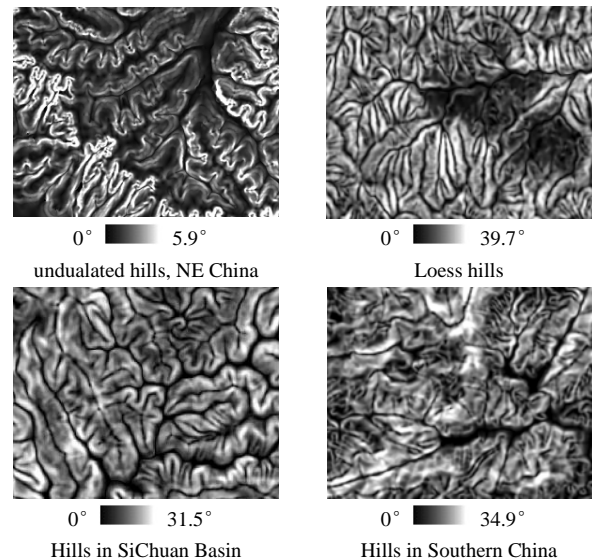 0° 5.9°
0° 39.7°
undualated hills, NE China
Loess hills
0° 31.5°
0° 34.9°
Hills in SiChuan Basin
Hills in Southern China